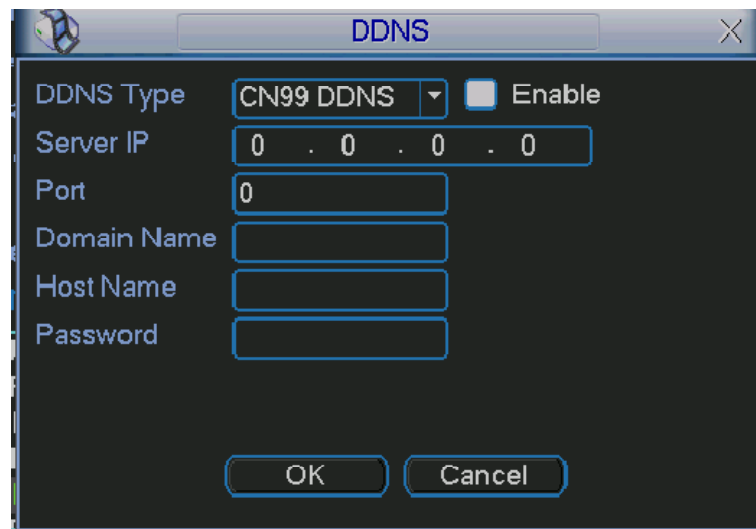 DDNS
DDNS Type CN99 DDNS Enable
Server IP 0 . 0 . 0 . 0
Port 0
Domain Name
Host Name
Password
OK Cancel